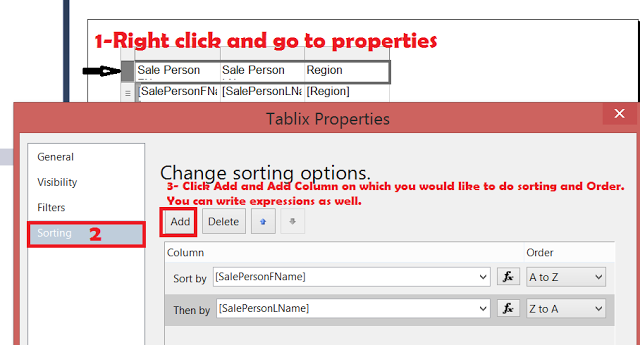 1-Right click and go to properties
Sale Person Sale Person Region
[SalePersonFNa [SalePersonLNa [Region]
Tablix Properties
General
Visibility
Filters
Sorting 2
Change sorting options.
3- Click Add and Add Column on which you would like to do sorting and Order.
You can write expressions as well.
Add Delete
Column Order
Sort by [SalePersonFName] fx A to Z
Then by [SalePersonLName] fx Z to A